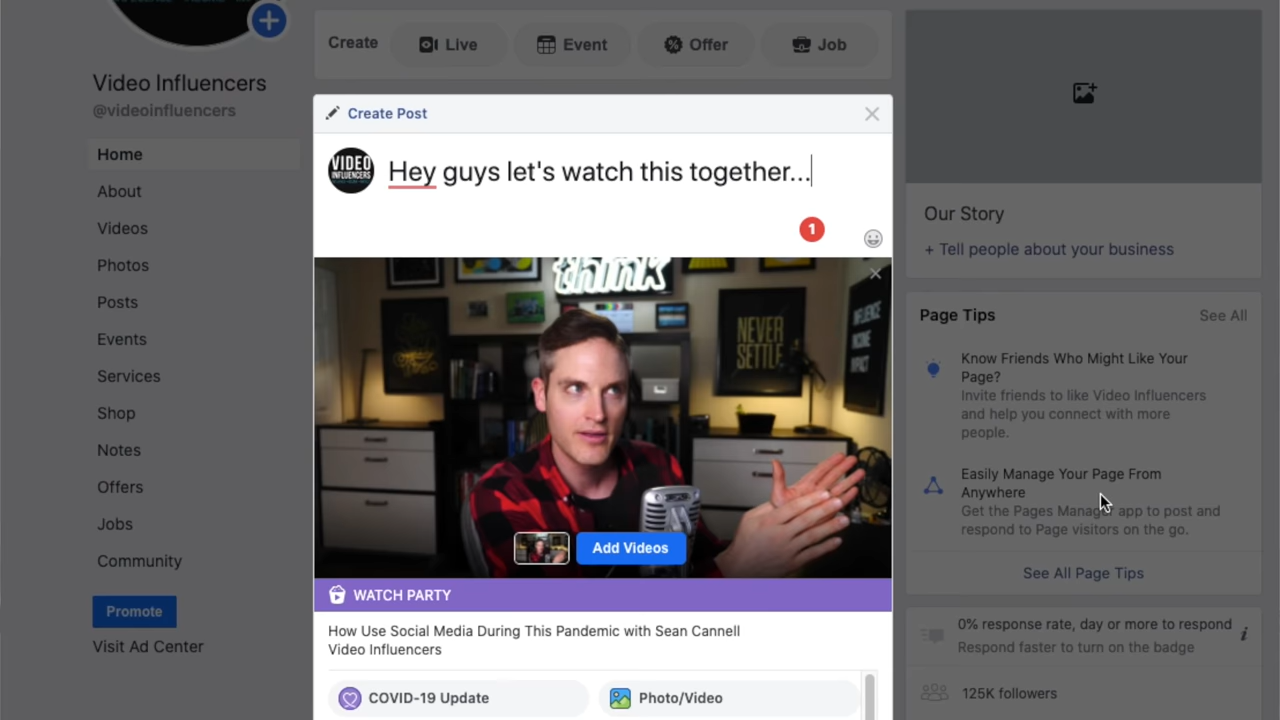 Create
Live
Event
Offer
Job
Video Influencers
@videoinfluencers
Home
About
Videos
Photos
Posts
Events
Services
Shop
Notes
Offers
Jobs
Community
Promote
Visit Ad Center
Create Post
VIDEO
INFLUENCERS
Hey guys let's watch this together...
1
think
NEVER
SETTLE
INFLUENCE
INCOME
IMPACT
Add Videos
WATCH PARTY
How Use Social Media During This Pandemic with Sean Cannell
Video Influencers
COVID-19 Update
Photo/Video
Our Story
+ Tell people about your business
Page Tips
See All
Know Friends Who Might Like Your
Page?
Invite friends to like Video Influencers
and help you connect with more
people.
Easily Manage Your Page From
Anywhere
Get the Pages Manager app to post and
respond to Page visitors on the go.
See All Page Tips
0% response rate, day or more to respond
Respond faster to turn on the badge
125K followers